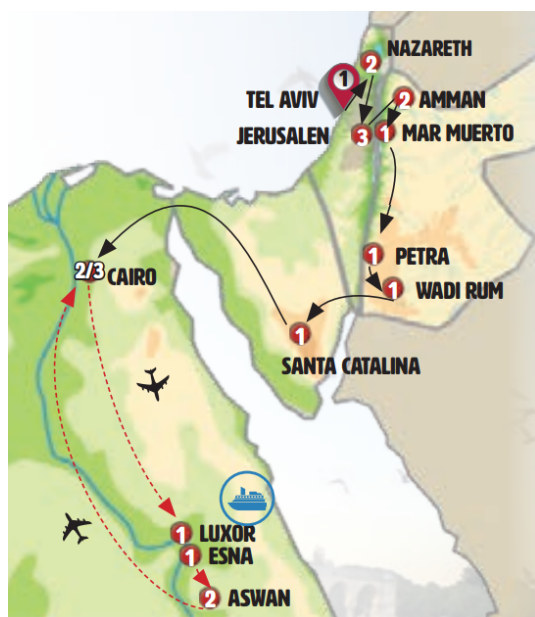 NAZARETH
2
1
TEL AVIV
2 AMMAN
JERUSALEN 3
1 MAR MUERTO
1 PETRA
2/3 CAIRO
1 WADI RUM
1
SANTA CATALINA
1 LUXOR
1 ESNA
2 ASWAN